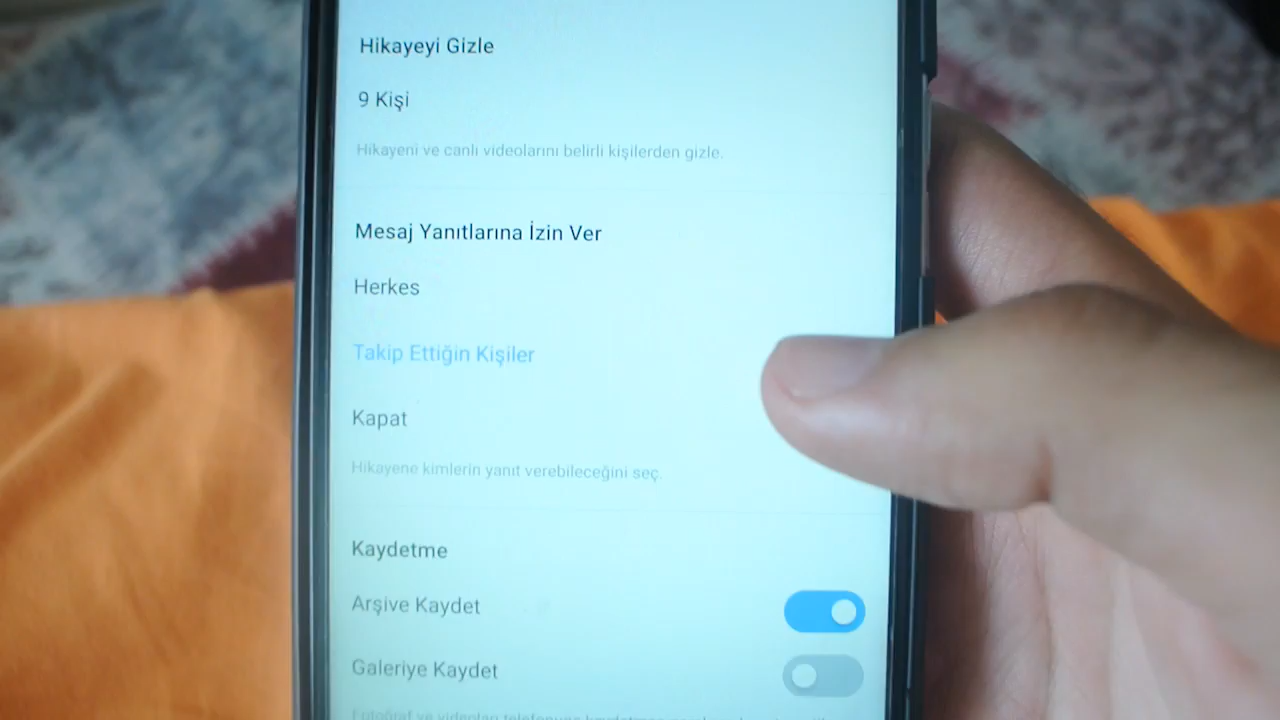 Hikayeyi Gizle
9 Kişi
Hikayeni ve canlı videolarını belirli kişilerden gizle.
Mesaj Yanıtlarına İzin Ver
Herkes
Takip Ettiğin Kişiler
Kapat
Hikayene kimlerin yanıt verebileceğini seç.
Kaydetme
Arşive Kaydet
Galeriye Kaydet